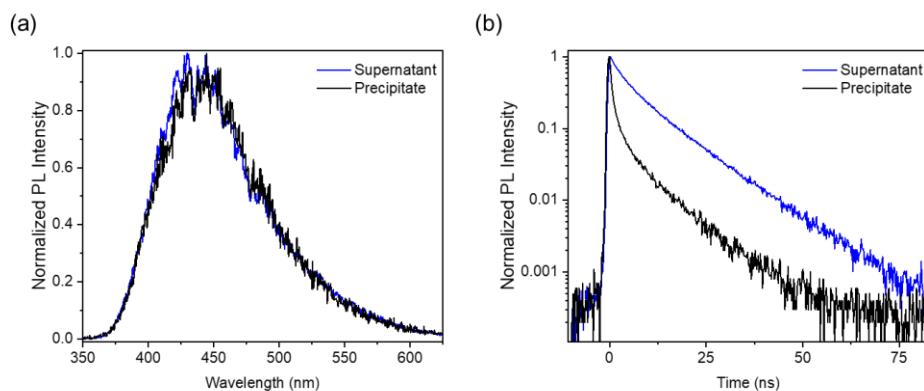 (a)
Normalized PL Intensity
1.0
0.8
0.6
0.4
0.2
0.0
Supernatant
Precipitate
350 400 450 500 550 600
Wavelength (nm)
(b)
Normalized PL Intensity
1
0.1
0.01
0.001
Supernatant
Precipitate
0 25 50 75
Time (ns)